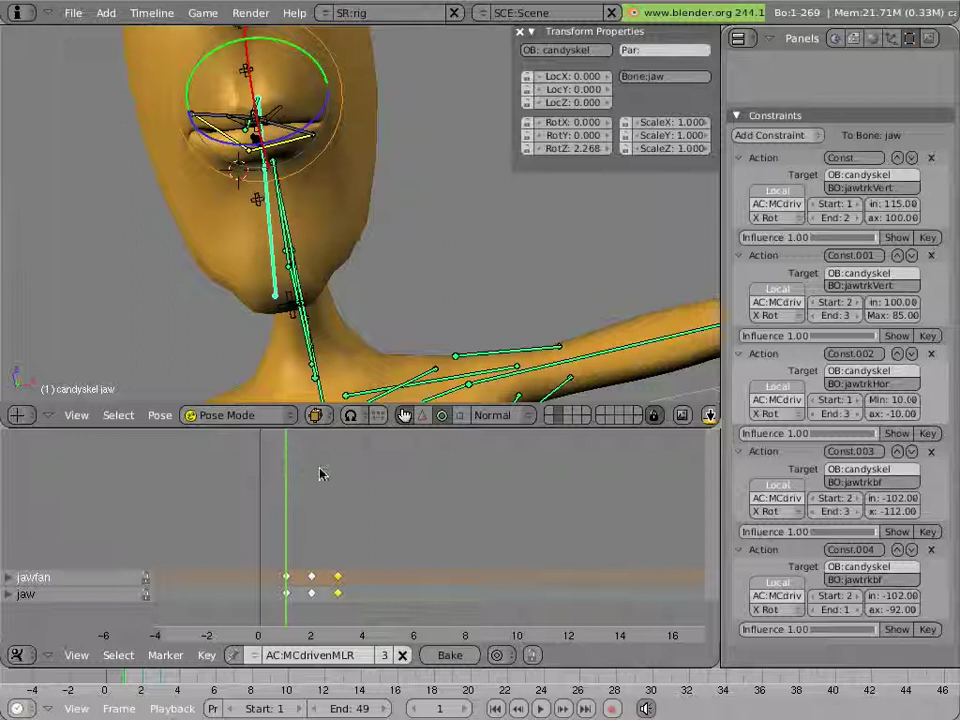 File Add Timeline Game Render Help SR:rig SCE:Scene www.blender.org 244.1 Bo:1-269 | Mem:21.71M (0.33M)
Transform Properties
OB: candyskel Par:
LocX: 0.000 Bone:jaw
LocY: 0.000
LocZ: 0.000
RotX: 0.000 ScaleX: 1.000
RotY: 0.000 ScaleY: 1.000
RotZ: 2.268 ScaleZ: 1.000
(1) candyskel jaw
View Select Pose Pose Mode Normal
jawfan
jaw
-6 -4 -2 0 2 4 6 8 10 12 14 16
View Select Marker Key AC:MCdrivenMLR 3 Bake
-4 -2 0 2 4 6 8 10 12 14 16 18 20 22 24 26 28 30 32 34 36 38 40 42 44 46
View Frame Playback Pr Start: 1 End: 49 1
Panels
Constraints
Add Constraint To Bone: jaw
Action Const...
Target OB:candyskel
Local BO:jawtrkVert
AC:MCdriv Start: 1 in: 115.00
X Rot End: 2 ax: 100.00
Influence 1.00 Show Key
Action Const.001
Target OB:candyskel
Local BO:jawtrkVert
AC:MCdriv Start: 2 in: 100.00
X Rot End: 3 Max: 85.00
Influence 1.00 Show Key
Action Const.002
Target OB:candyskel
Local BO:jawtrkHor
AC:MCdriv Start: 1 Min: 10.00
X Rot End: 3 ax: -10.00
Influence 1.00 Show Key
Action Const.003
Target OB:candyskel
Local BO:jawtrkbf
AC:MCdriv Start: 2 in: -102.00
X Rot End: 3 x: -112.00
Influence 1.00 Show Key
Action Const.004
Target OB:candyskel
Local BO:jawtrkbf
AC:MCdriv Start: 2 in: -102.00
X Rot End: 1 ax: -92.00
Influence 1.00 Show Key